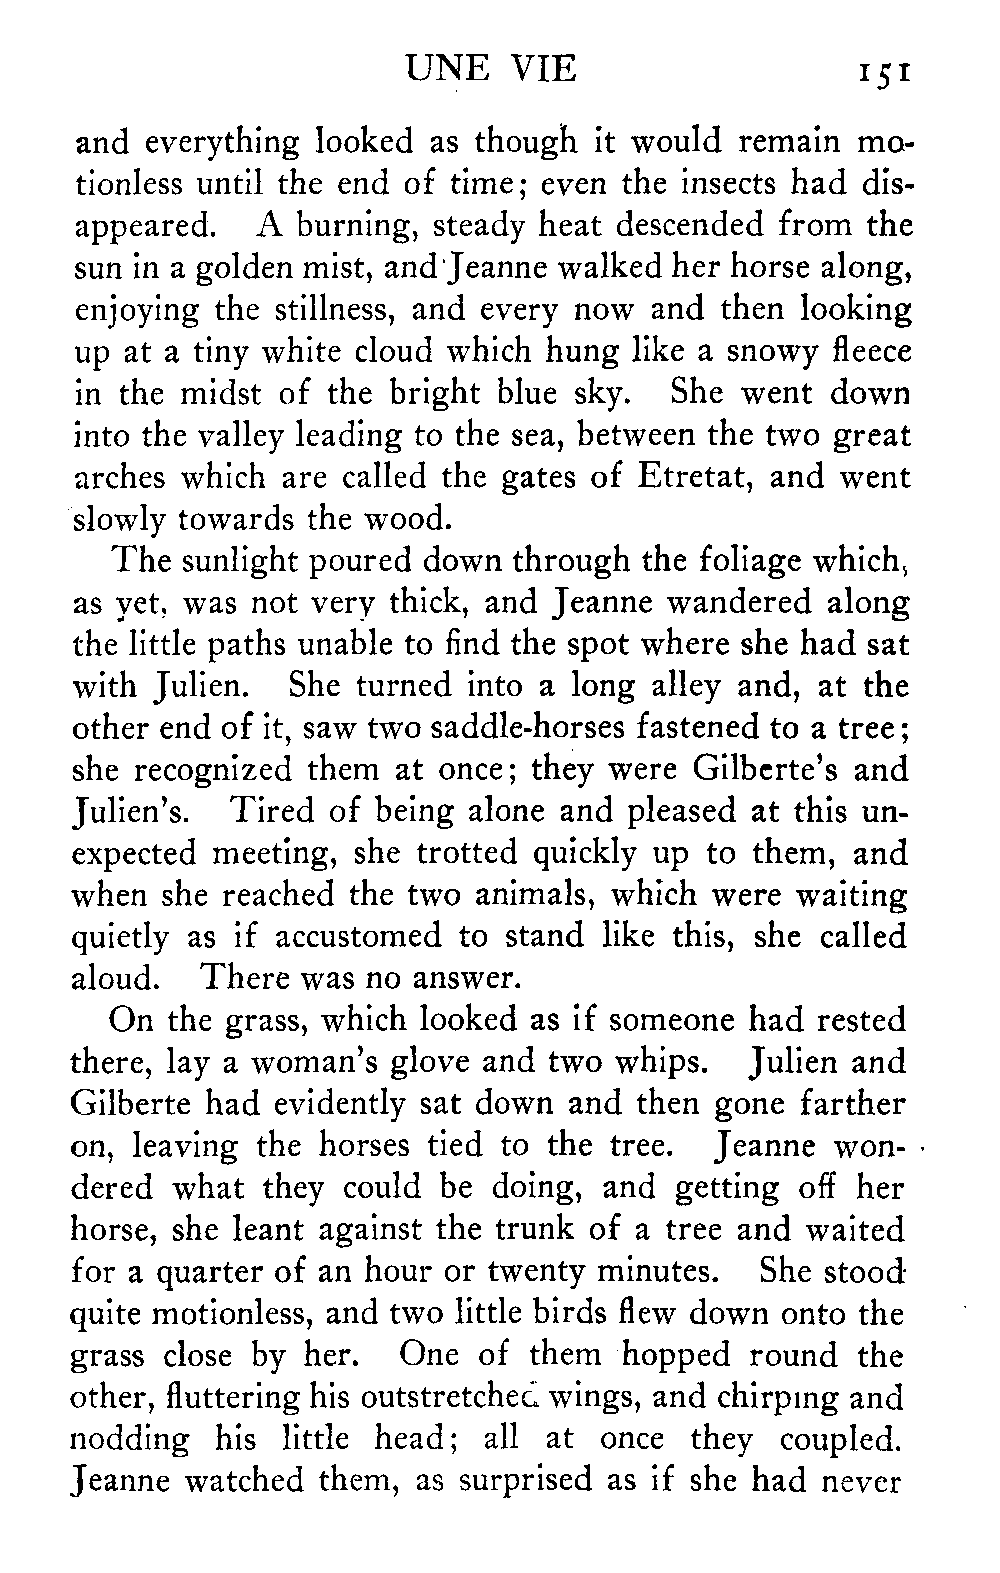 UNE VIE 151
and everything looked as though it would remain mo-
tionless until the end of time; even the insects had dis-
appeared. A burning, steady heat descended from the
sun in a golden mist, and Jeanne walked her horse along,
enjoying the stillness, and every now and then looking
up at a tiny white cloud which hung like a snowy fleece
in the midst of the bright blue sky. She went down
into the valley leading to the sea, between the two great
arches which are called the gates of Etretat, and went
slowly towards the wood.
The sunlight poured down through the foliage which,
as yet, was not very thick, and Jeanne wandered along
the little paths unable to find the spot where she had sat
with Julien. She turned into a long alley and, at the
other end of it, saw two saddle-horses fastened to a tree;
she recognized them at once; they were Gilberte's and
Julien's. Tired of being alone and pleased at this un-
expected meeting, she trotted quickly up to them, and
when she reached the two animals, which were waiting
quietly as if accustomed to stand like this, she called
aloud. There was no answer.
On the grass, which looked as if someone had rested
there, lay a woman's glove and two whips. Julien and
Gilberte had evidently sat down and then gone farther
on, leaving the horses tied to the tree. Jeanne won-
dered what they could be doing, and getting off her
horse, she leant against the trunk of a tree and waited
for a quarter of an hour or twenty minutes. She stood
quite motionless, and two little birds flew down onto the
grass close by her. One of them hopped round the
other, fluttering his outstretched wings, and chirping and
nodding his little head; all at once they coupled.
Jeanne watched them, as surprised as if she had never